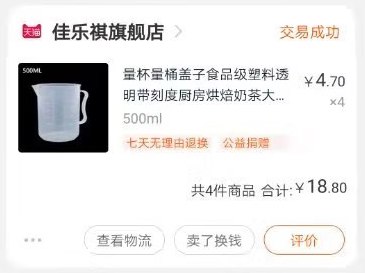 天猫 佳乐祺旗舰店 交易成功
500ML
量杯量桶盖子食品级塑料透 ¥4.70
明带刻度厨房烘焙奶茶大... ×4
500ml
七天无理由退换 公益捐赠
共4件商品 合计:¥18.80
查看物流 卖了换钱 评价